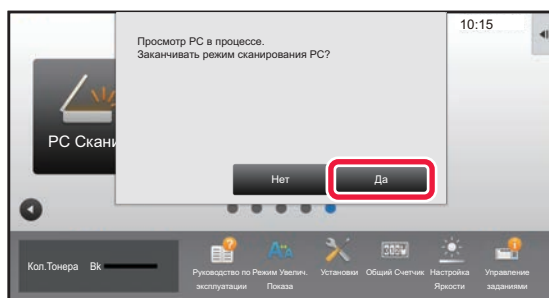 10:15
Просмотр PC в процессе.
Заканчивать режим сканирования PC?
PC Скани
Нет
Да
Кол.Тонера Bk
Руководство по
эксплуатации
Режим Увелич.
Показа
Установки
Общий Счетчик
Настройка
Яркости
Управление
заданиями